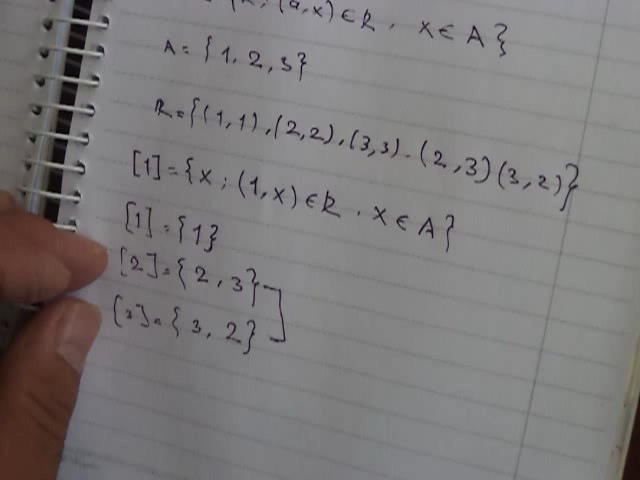 (a,x)∈R. x∈A}
A={1,2,3}
R={(1,1),(2,2),(3,3).(2,3)(3,2)}
[1]={x;(1,x)∈R. x∈A}
[1]={1}
[2]={2,3}
[3]={3,2}